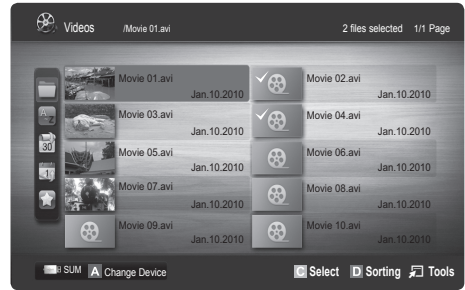 Videos /Movie 01.avi 2 files selected 1/1 Page
Movie 01.avi Movie 02.avi
Jan.10.2010 Jan.10.2010
Movie 03.avi Movie 04.avi
Jan.10.2010 Jan.10.2010
30
Movie 05.avi Movie 06.avi
Jan.10.2010 Jan.10.2010
1
Movie 07.avi Movie 08.avi
Jan.10.2010 Jan.10.2010
Movie 09.avi Movie 10.avi
Jan.10.2010 Jan.10.2010
SUM A Change Device C Select D Sorting Tools